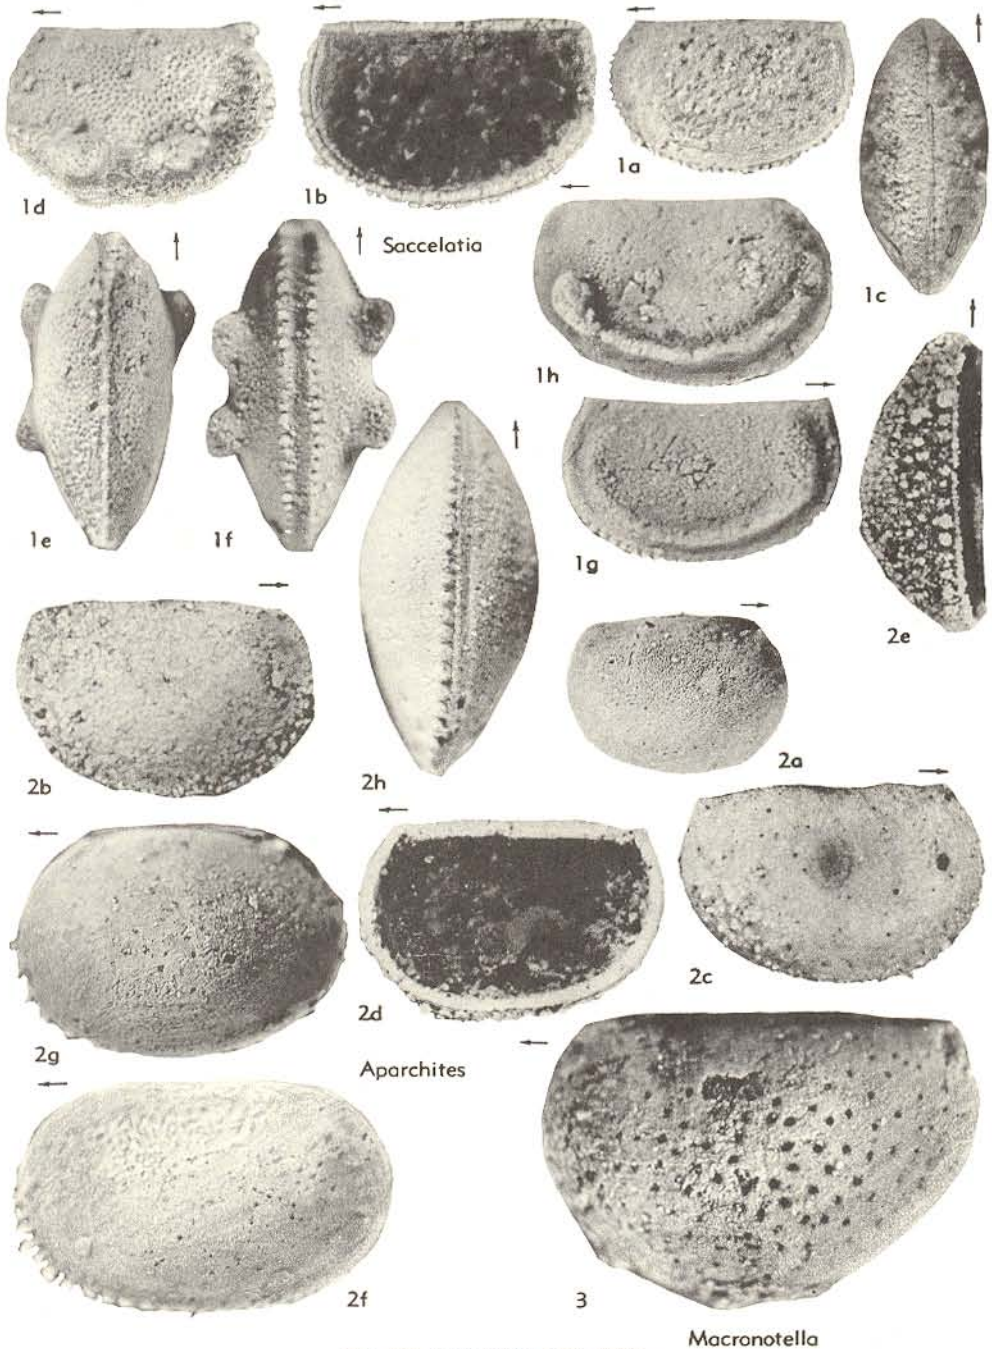 1d
1b
1a
Saccelatia
1c
1h
1e
1f
1g
2e
2b
2h
2a
2c
2g
2d
Aparchites
2f
3
Macronotella